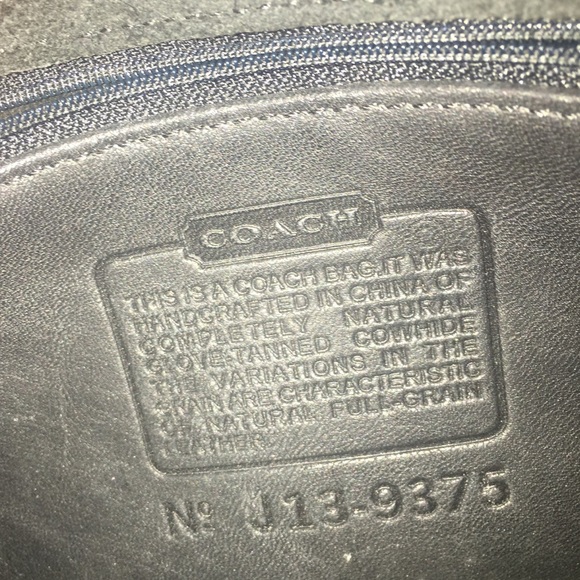 COACH
THIS IS A COACH BAG.IT WAS
HANDCRAFTED IN CHINA OF
COMPLETELY NATURAL
GLOVE-TANNED COWHIDE
THE VARIATIONS IN THE
GRAIN ARE CHARACTERISTIC
OF NATURAL FULL-GRAIN
LEATHER.
Nº J13-9375